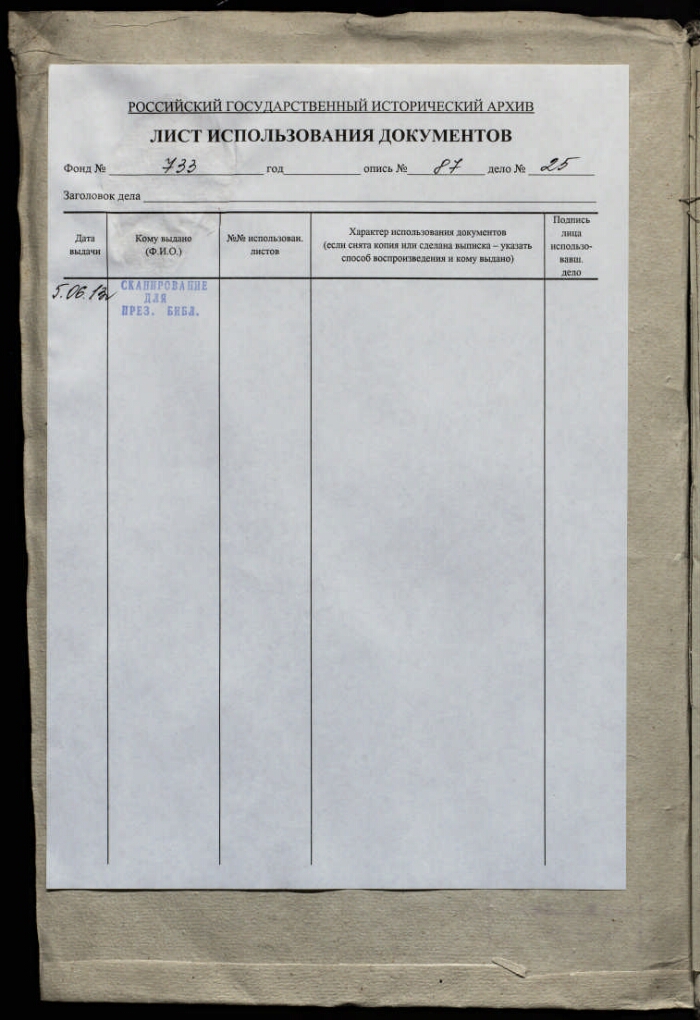 РОССИЙСКИЙ ГОСУДАРСТВЕННЫЙ ИСТОРИЧЕСКИЙ АРХИВ
ЛИСТ ИСПОЛЬЗОВАНИЯ ДОКУМЕНТОВ
Фонд № 733 год опись № 87 дело № 25
Заголовок дела
Дата
выдачи
Кому выдано
(Ф.И.О.)
№№ использован.
листов
Характер использования документов
(если снята копия или сделана выписка – указать
способ воспроизведения и кому выдано)
Подпись
лица
использо-
вавш.
дело
5.06.13г
СКАНИРОВАНИЕ
ДЛЯ
ПРЕЗ. БИБЛ.